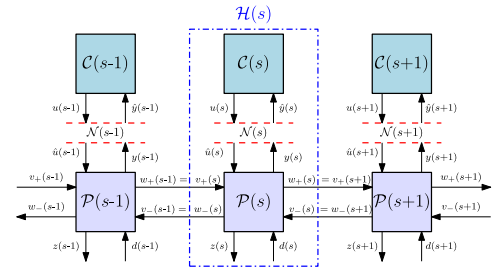 ℋ(s)
𝒞(s-1) 𝒞(s) 𝒞(s+1)
u(s-1) ŷ(s-1) u(s) ŷ(s) u(s+1) ŷ(s+1)
𝒩(s-1) 𝒩(s) 𝒩(s+1)
û(s-1) y(s-1) û(s) y(s) û(s+1) y(s+1)
v₊(s-1) w₊(s-1) = v₊(s) w₊(s) = v₊(s+1) w₊(s+1)
𝒫(s-1) 𝒫(s) 𝒫(s+1)
w₋(s-1) v₋(s-1) = w₋(s) v₋(s) = w₋(s+1) v₋(s+1)
z(s-1) d(s-1) z(s) d(s) z(s+1) d(s+1)